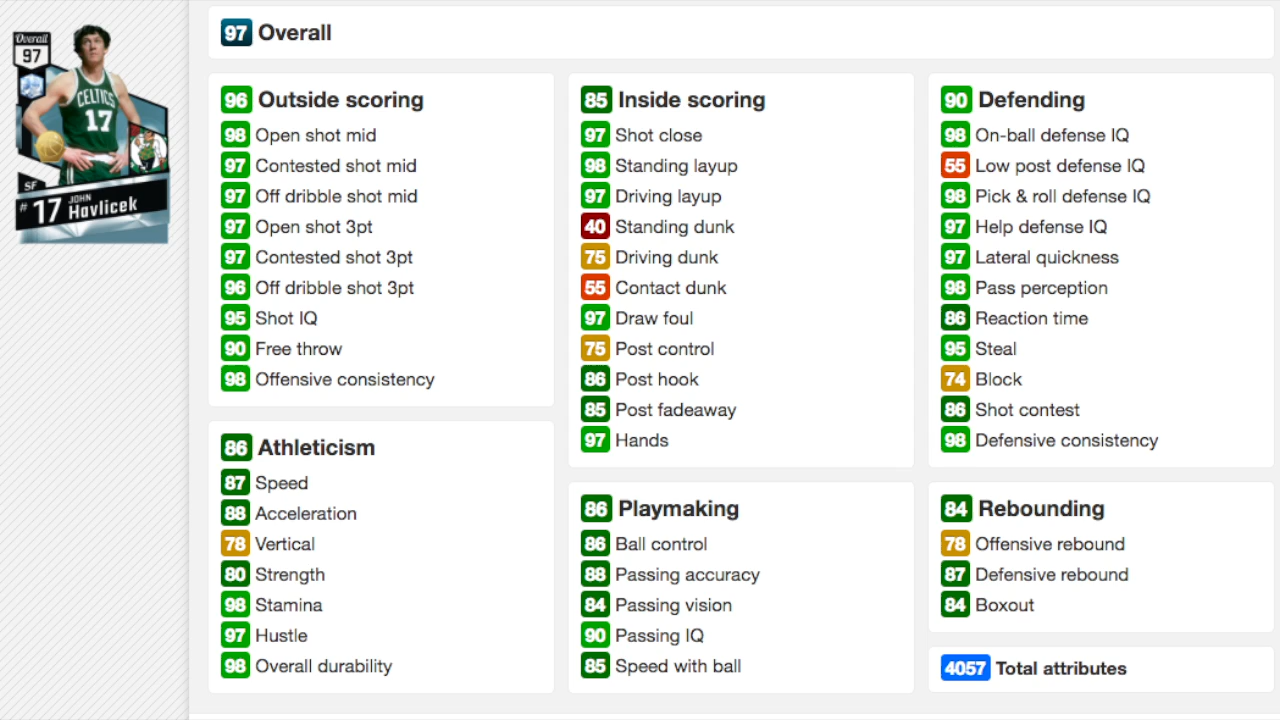 Overall
97
CELTICS
17
SF
# 17 JOHN Havlicek
97 Overall
96 Outside scoring
98 Open shot mid
97 Contested shot mid
97 Off dribble shot mid
97 Open shot 3pt
97 Contested shot 3pt
96 Off dribble shot 3pt
95 Shot IQ
90 Free throw
98 Offensive consistency
86 Athleticism
87 Speed
88 Acceleration
78 Vertical
80 Strength
98 Stamina
97 Hustle
98 Overall durability
85 Inside scoring
97 Shot close
98 Standing layup
97 Driving layup
40 Standing dunk
75 Driving dunk
55 Contact dunk
97 Draw foul
75 Post control
86 Post hook
85 Post fadeaway
97 Hands
86 Playmaking
86 Ball control
88 Passing accuracy
84 Passing vision
90 Passing IQ
85 Speed with ball
90 Defending
98 On-ball defense IQ
55 Low post defense IQ
98 Pick & roll defense IQ
97 Help defense IQ
97 Lateral quickness
98 Pass perception
86 Reaction time
95 Steal
74 Block
86 Shot contest
98 Defensive consistency
84 Rebounding
78 Offensive rebound
87 Defensive rebound
84 Boxout
4057 Total attributes